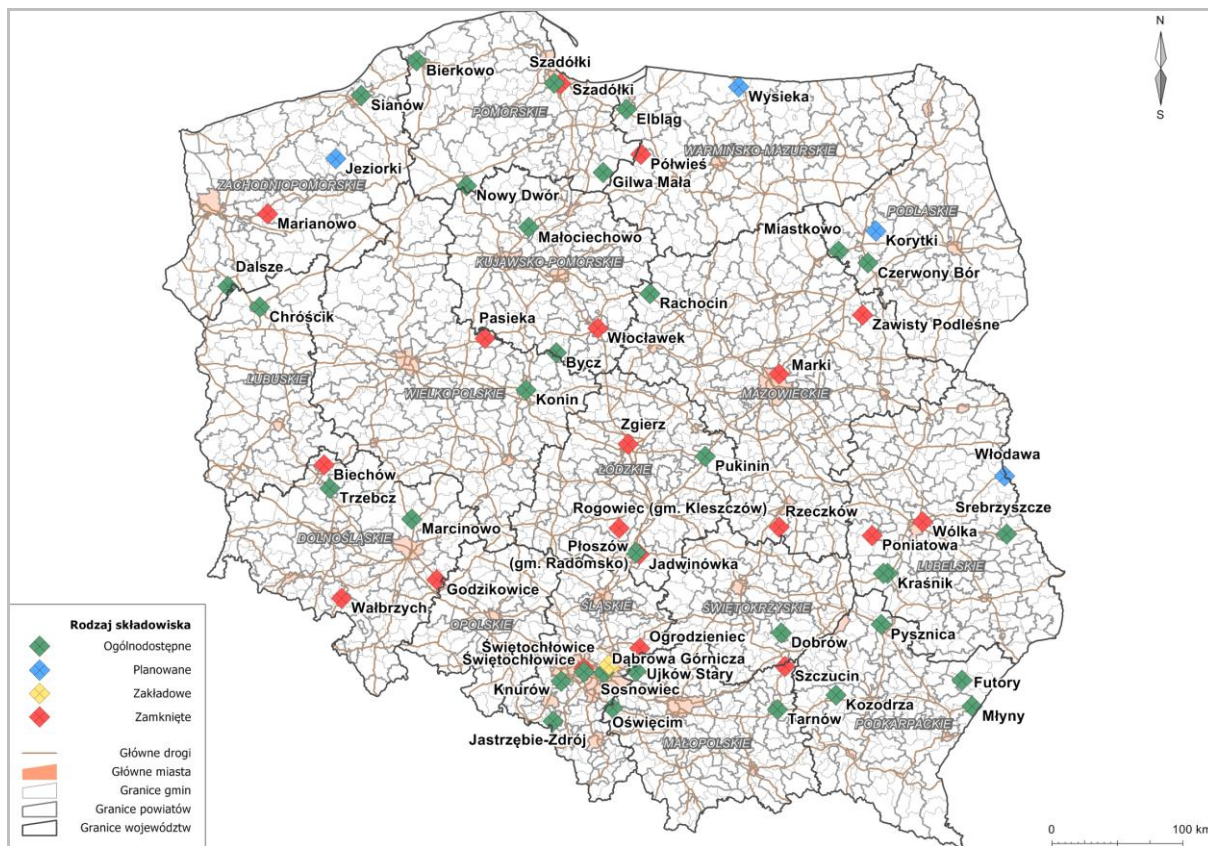 N
S
Bierkowo
Szadółki
Szadółki
Sianów
POMORSKIE
Elbląg
Wysieka
WARMIŃSKO-MAZURSKIE
Jeziorki
Półwieś
ZACHODNIOPOMORSKIE
Gilwa Mała
Nowy Dwór
Marianowo
Małociechowo
PODLASKIE
Miastkowo
Korytki
KUJAWSKO-POMORSKIE
Czerwony Bór
Dalsze
Chróścik
Rachocin
Pasieka
Włocławek
Zawisty Podleśne
Bycz
Marki
LUBUSKIE
WIELKOPOLSKIE
Konin
MAZOWIECKIE
Zgierz
ŁÓDZKIE
Pukinin
Włodawa
Biechów
Trzebcz
Rogowiec (gm. Kleszczów)
Rzeczków
Srebrzyszcze
Marcinowo
Wólka
Poniatowa
DOLNOŚLĄSKIE
Płoszów
(gm. Radomsko)
Jadwinówka
LUBELSKIE
Kraśnik
Godzikowice
Wałbrzych
ŚLĄSKIE
ŚWIĘTOKRZYSKIE
OPOLSKIE
Pysznica
Ogrodzieniec
Dobrów
Świętochłowice
Świętochłowice
Dąbrowa Górnicza
Ujków Stary
Szczucin
Knurów
Sosnowiec
Futory
Kozodrza
Młyny
Oświęcim
Tarnów
PODKARPACKIE
Jastrzębie-Zdrój
MAŁOPOLSKIE
Rodzaj składowiska
Ogólnodostępne
Planowane
Zakładowe
Zamknięte
Główne drogi
Główne miasta
Granice gmin
Granice powiatów
Granice województw
0 100 km